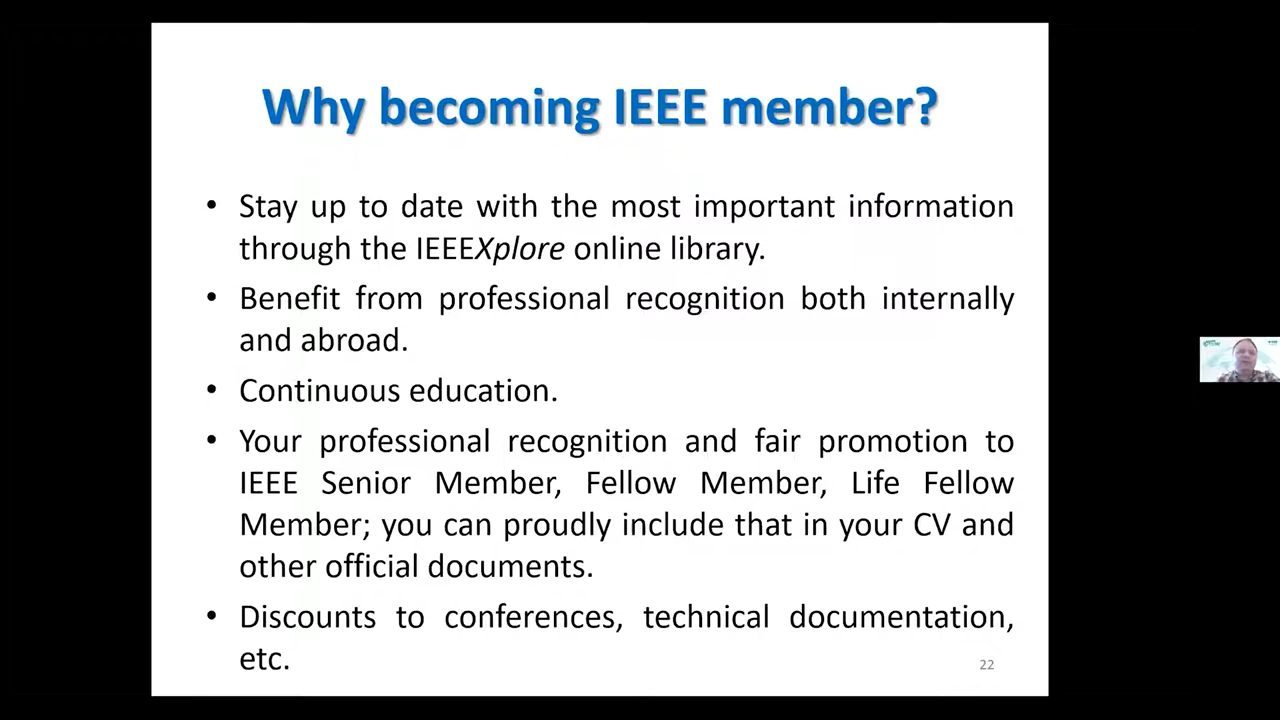 Why becoming IEEE member?
• Stay up to date with the most important information
through the IEEEXplore online library.
• Benefit from professional recognition both internally
and abroad.
• Continuous education.
• Your professional recognition and fair promotion to
IEEE Senior Member, Fellow Member, Life Fellow
Member; you can proudly include that in your CV and
other official documents.
• Discounts to conferences, technical documentation,
etc.
22